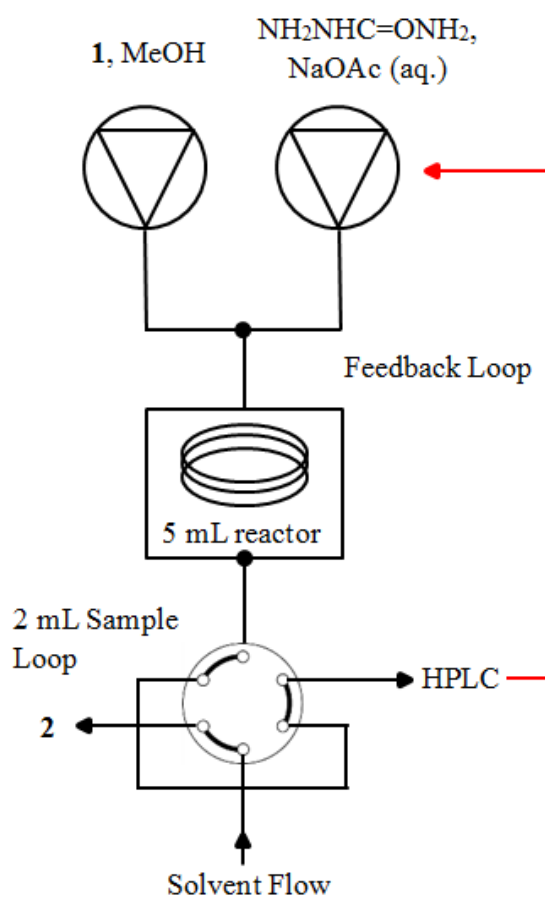 1, MeOH
NH₂NHC=ONH₂,
NaOAc (aq.)
Feedback Loop
5 mL reactor
2 mL Sample
Loop
HPLC
2
Solvent Flow